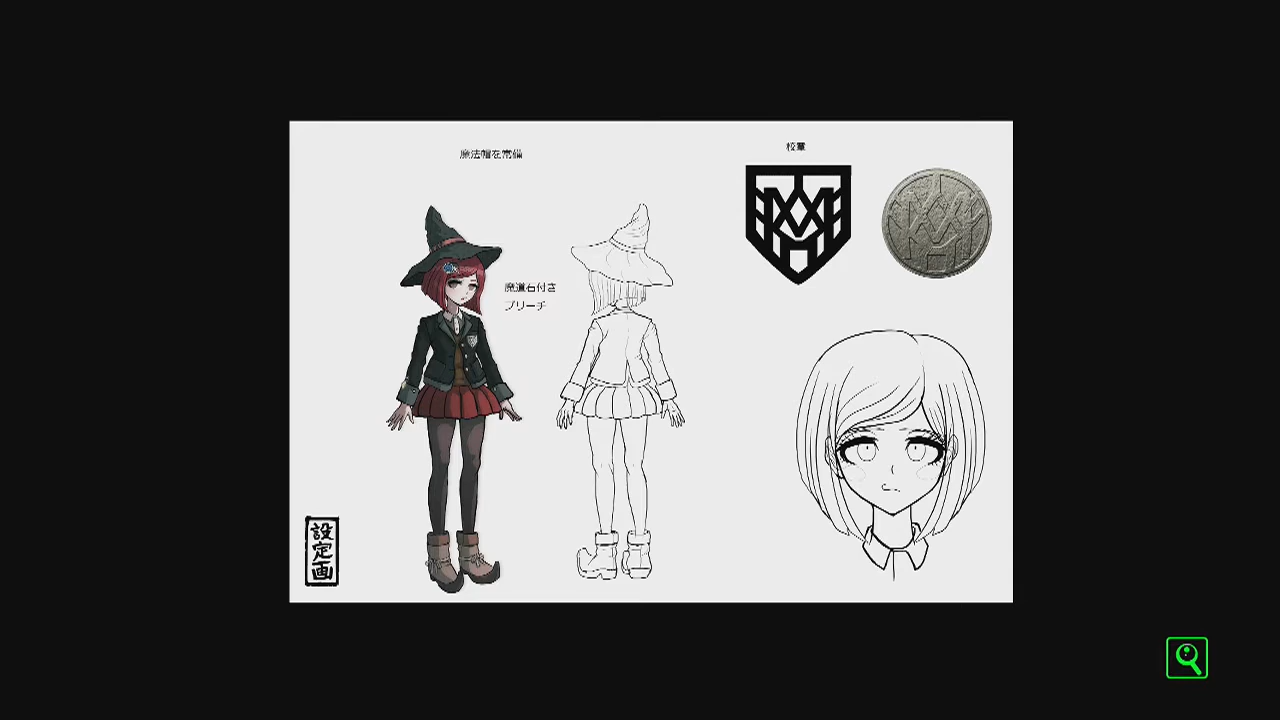 魔法帽を常備
校章
魔道石付き
ブリーチ
設定画